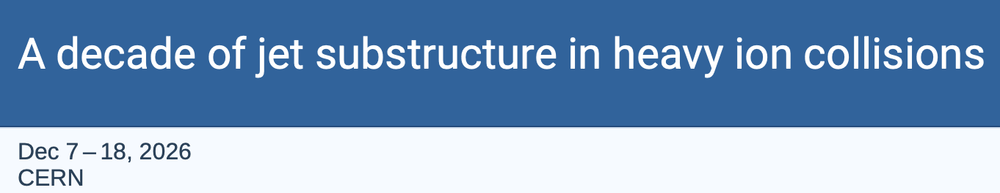 A decade of jet substructure in heavy ion collisions
Dec 7 – 18, 2026
CERN